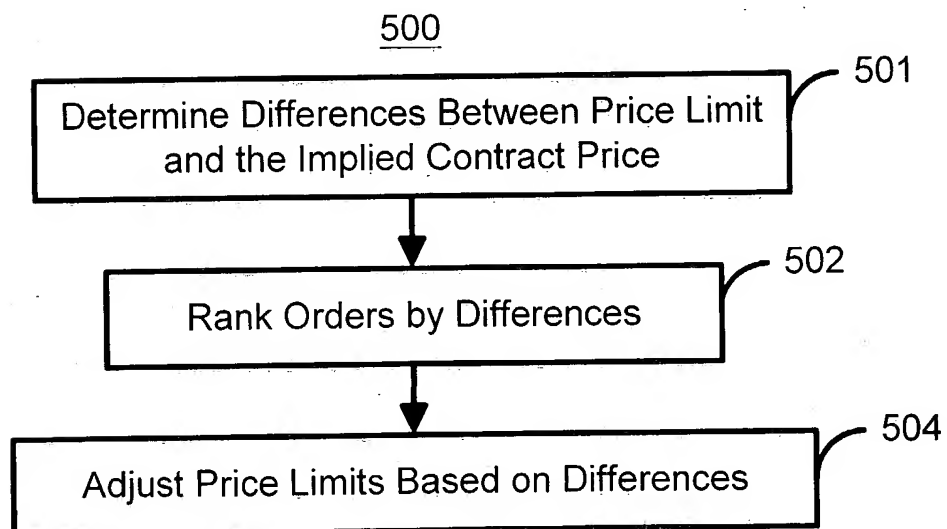 500
501
Determine Differences Between Price Limit
and the Implied Contract Price
502
Rank Orders by Differences
504
Adjust Price Limits Based on Differences